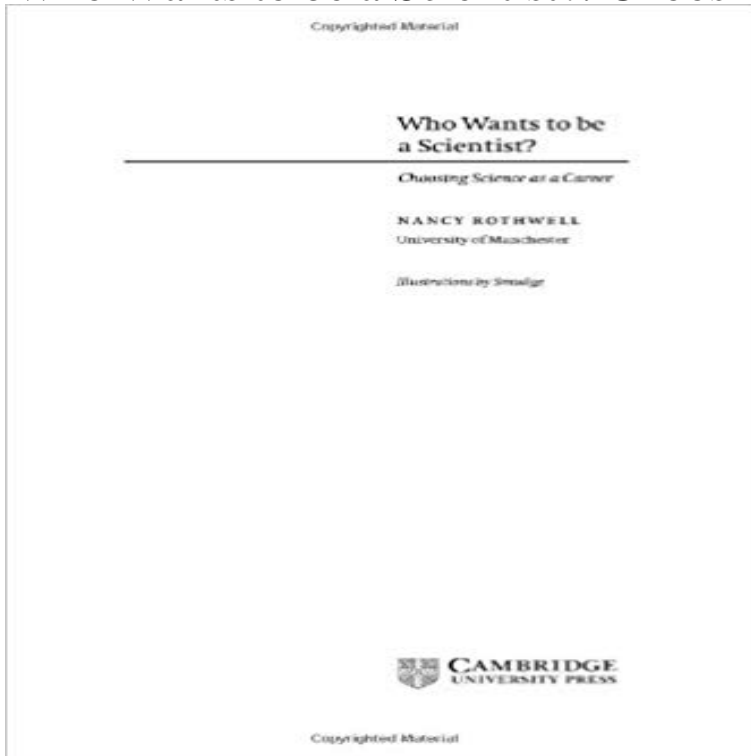 Copyrighted Material
Who Wants to be
a Scientist?
Choosing Science as a Career
NANCY ROTHWELL
University of Manchester
Illustrations by Smudge
CAMBRIDGE
UNIVERSITY PRESS
Copyrighted Material